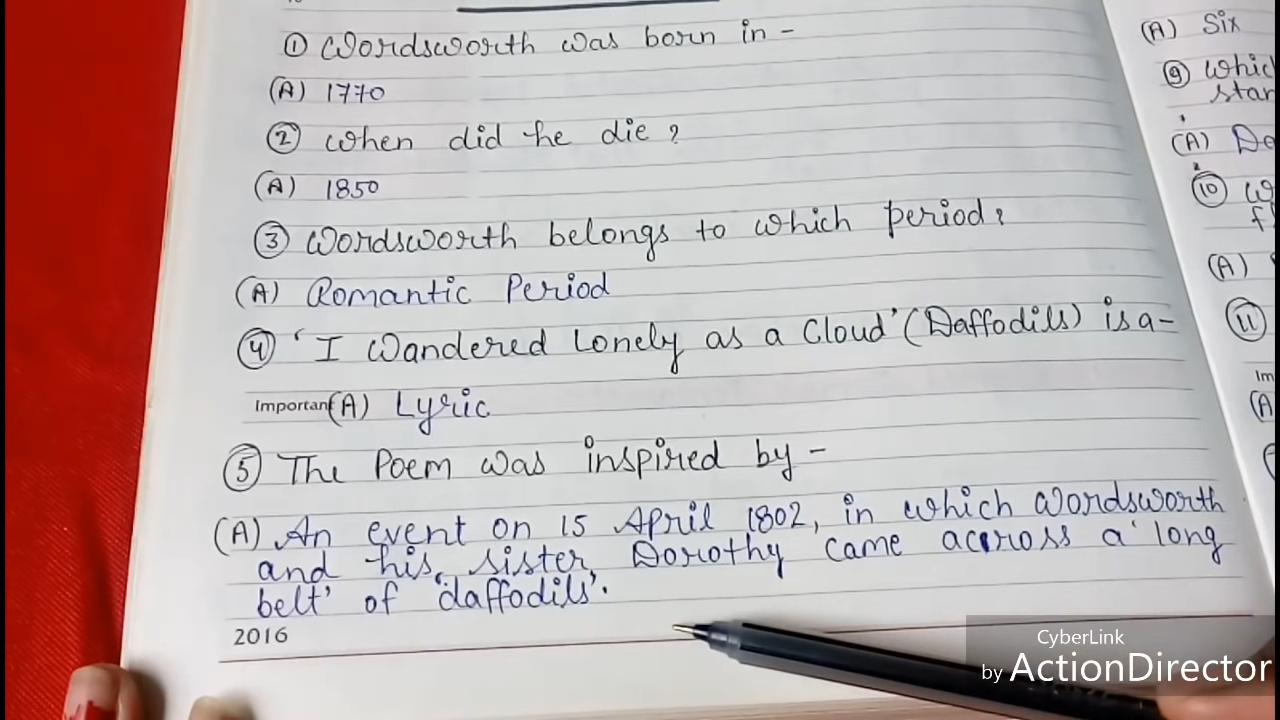 ① Wordsworth was born in -
(A) 1770
② When did he die ?
(A) 1850
③ Wordsworth belongs to which period?
(A) Romantic Period
④ 'I Wandered Lonely as a Cloud' (Daffodils) is a-
Important (A) Lyric
⑤ The Poem was inspired by -
(A) An event on 15 April 1802, in which Wordsworth
and his sister Dorothy came across a 'long
belt' of 'daffodils'.
2016
(A) Six
⑨
star
(A)
⑩
(A)
⑪
(A
CyberLink
by ActionDirector